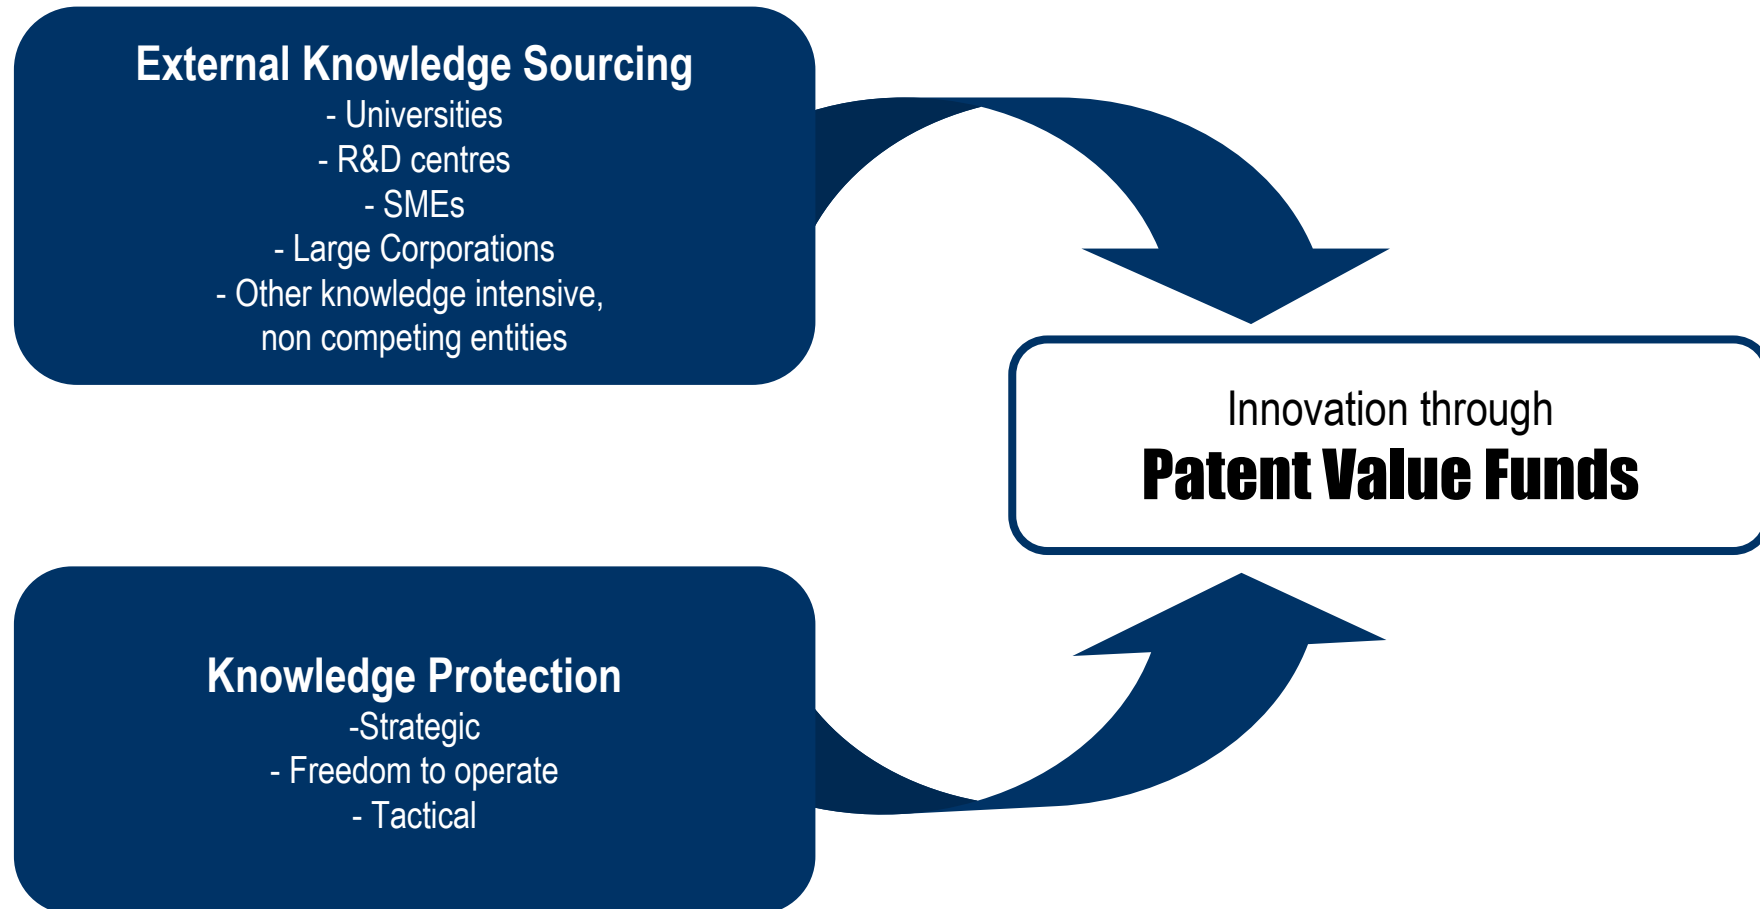 External Knowledge Sourcing
- Universities
- R&D centres
- SMEs
- Large Corporations
- Other knowledge intensive,
non competing entities
Innovation through
Patent Value Funds
Knowledge Protection
-Strategic
- Freedom to operate
- Tactical